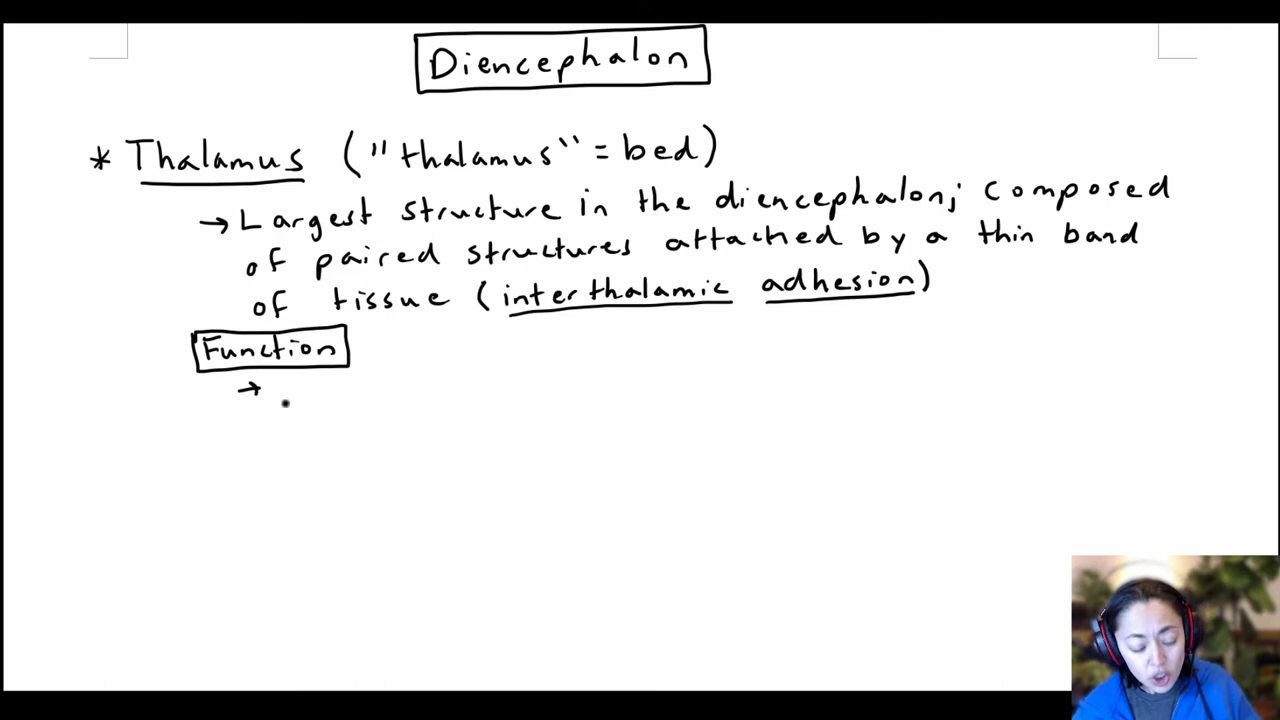 Diencephalon
* Thalamus ("thalamus" = bed)
→ Largest structure in the diencephalon; composed
of paired structures attached by a thin band
of tissue (interthalamic adhesion)
Function
→